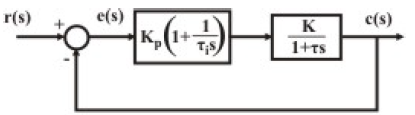 r(s) + e(s) K_p(1+1/τ_i s) K/1+τs c(s)
-